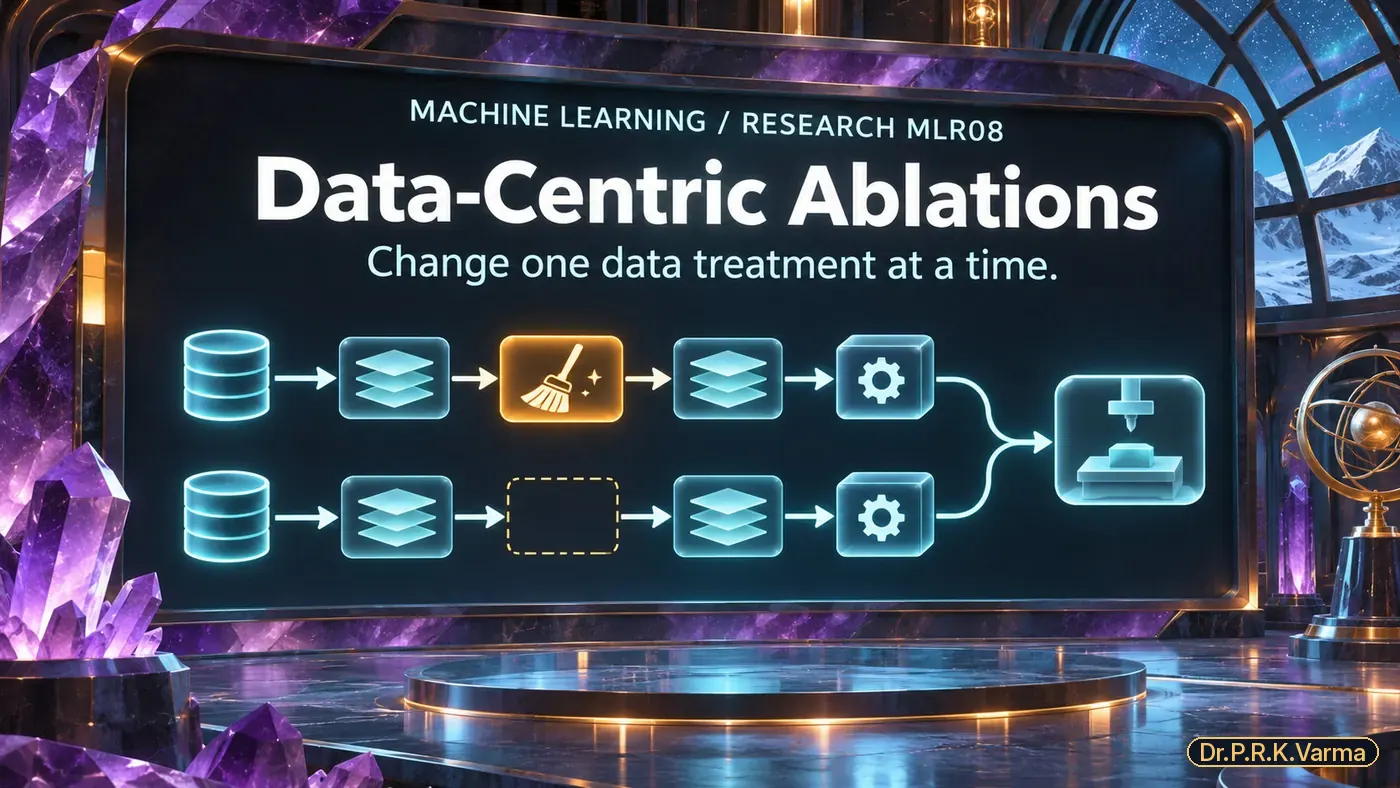 MACHINE LEARNING / RESEARCH MLR08
Data-Centric Ablations
Change one data treatment at a time.
Dr.P.R.K.Varma